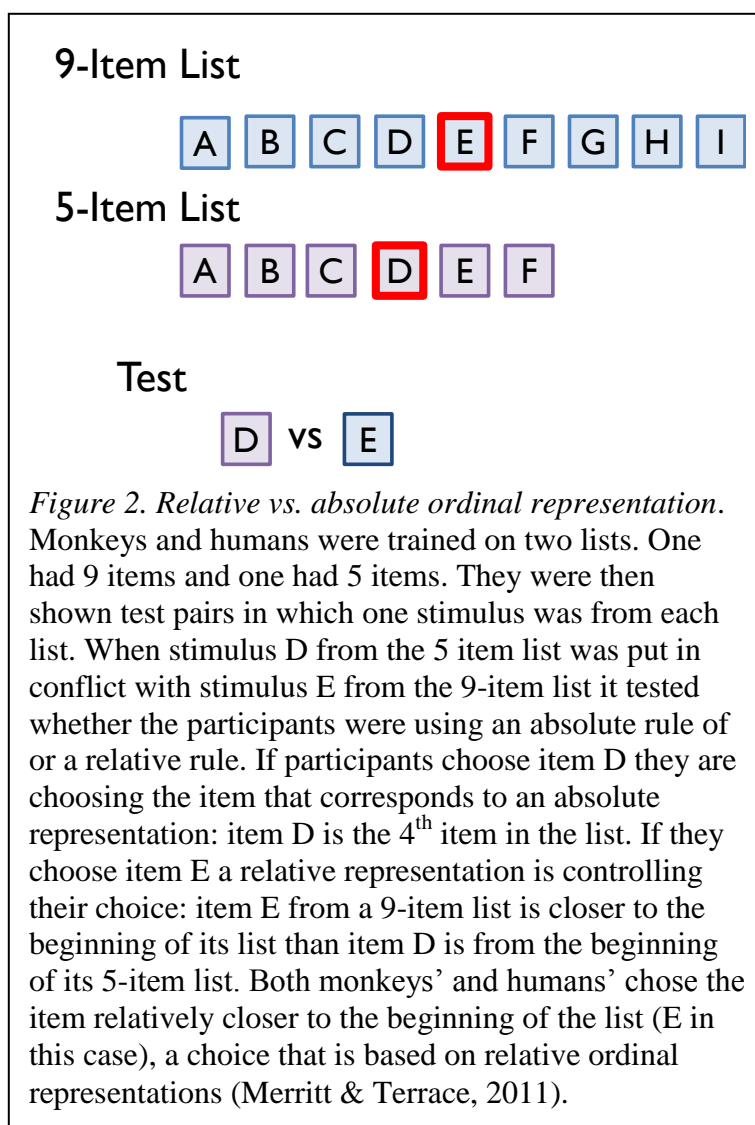 9-Item List
A B C D E F G H I
5-Item List
A B C D E F
Test
D vs E
Figure 2. Relative vs. absolute ordinal representation.
Monkeys and humans were trained on two lists. One
had 9 items and one had 5 items. They were then
shown test pairs in which one stimulus was from each
list. When stimulus D from the 5 item list was put in
conflict with stimulus E from the 9-item list it tested
whether the participants were using an absolute rule of
or a relative rule. If participants choose item D they are
choosing the item that corresponds to an absolute
representation: item D is the 4th item in the list. If they
choose item E a relative representation is controlling
their choice: item E from a 9-item list is closer to the
beginning of its list than item D is from the beginning
of its 5-item list. Both monkeys’ and humans’ chose the
item relatively closer to the beginning of the list (E in
this case), a choice that is based on relative ordinal
representations (Merritt & Terrace, 2011).